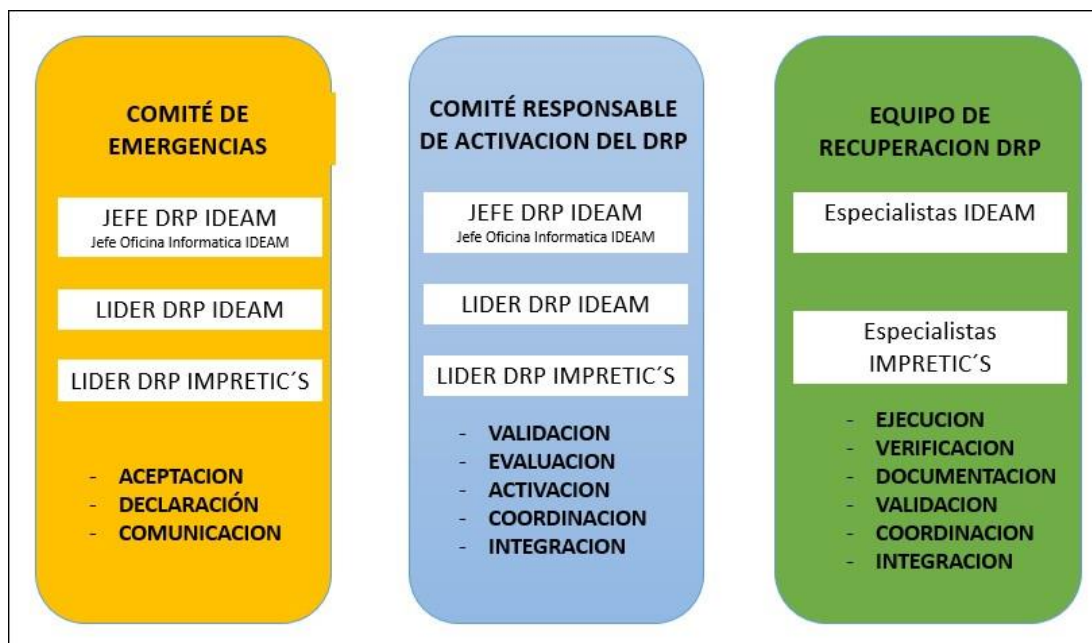 COMITÉ DE
EMERGENCIAS
JEFE DRP IDEAM
Jefe Oficina Informatica IDEAM
LIDER DRP IDEAM
LIDER DRP IMPRETIC´S
- ACEPTACION
- DECLARACIÓN
- COMUNICACION
COMITÉ RESPONSABLE
DE ACTIVACION DEL DRP
JEFE DRP IDEAM
Jefe Oficina Informatica IDEAM
LIDER DRP IDEAM
LIDER DRP IMPRETIC´S
- VALIDACION
- EVALUACION
- ACTIVACION
- COORDINACION
- INTEGRACION
EQUIPO DE
RECUPERACION DRP
Especialistas IDEAM
Especialistas
IMPRETIC´S
- EJECUCION
- VERIFICACION
- DOCUMENTACION
- VALIDACION
- COORDINACION
- INTEGRACION